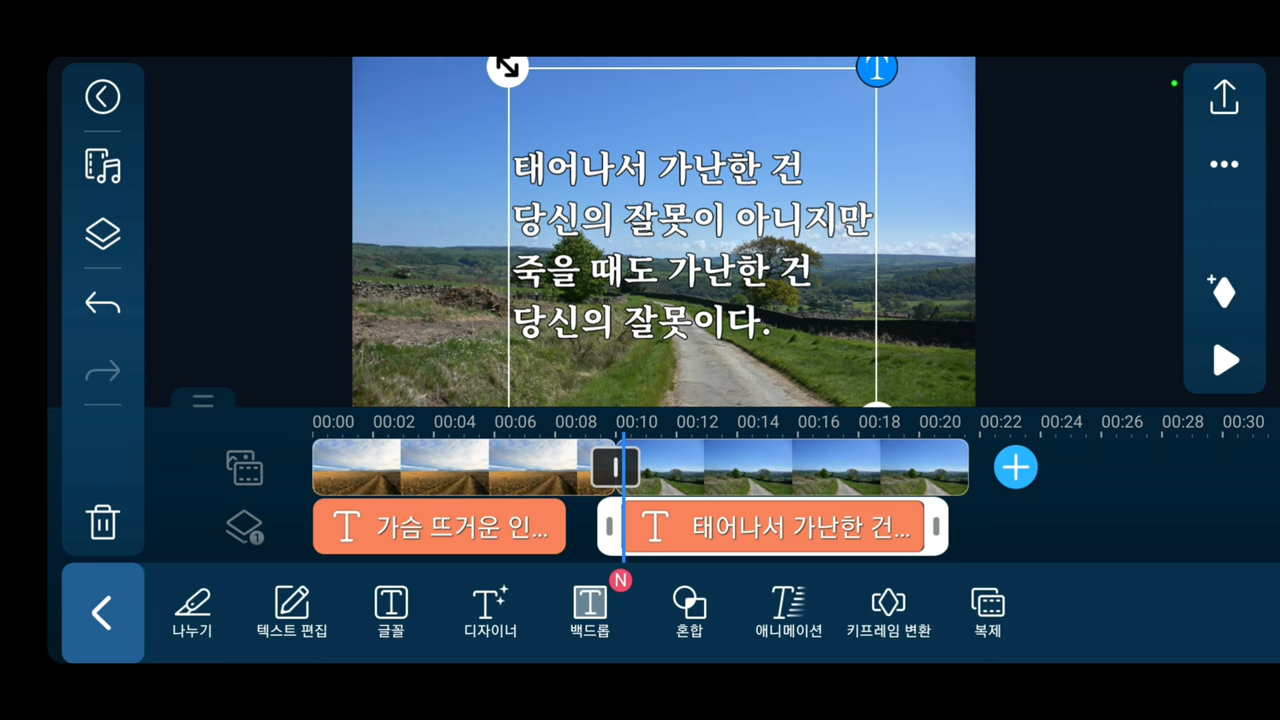 T
태어나서 가난한 건
당신의 잘못이 아니지만
죽을 때도 가난한 건
당신의 잘못이다.
00:00 00:02 00:04 00:06 00:08 00:10 00:12 00:14 00:16 00:18 00:20 00:22 00:24 00:26 00:28 00:30
T 가슴 뜨거운 인...
T 태어나서 가난한 건...
1
N
나누기 텍스트 편집 글꼴 디자이너 백드롭 혼합 애니메이션 키프레임 변환 복제